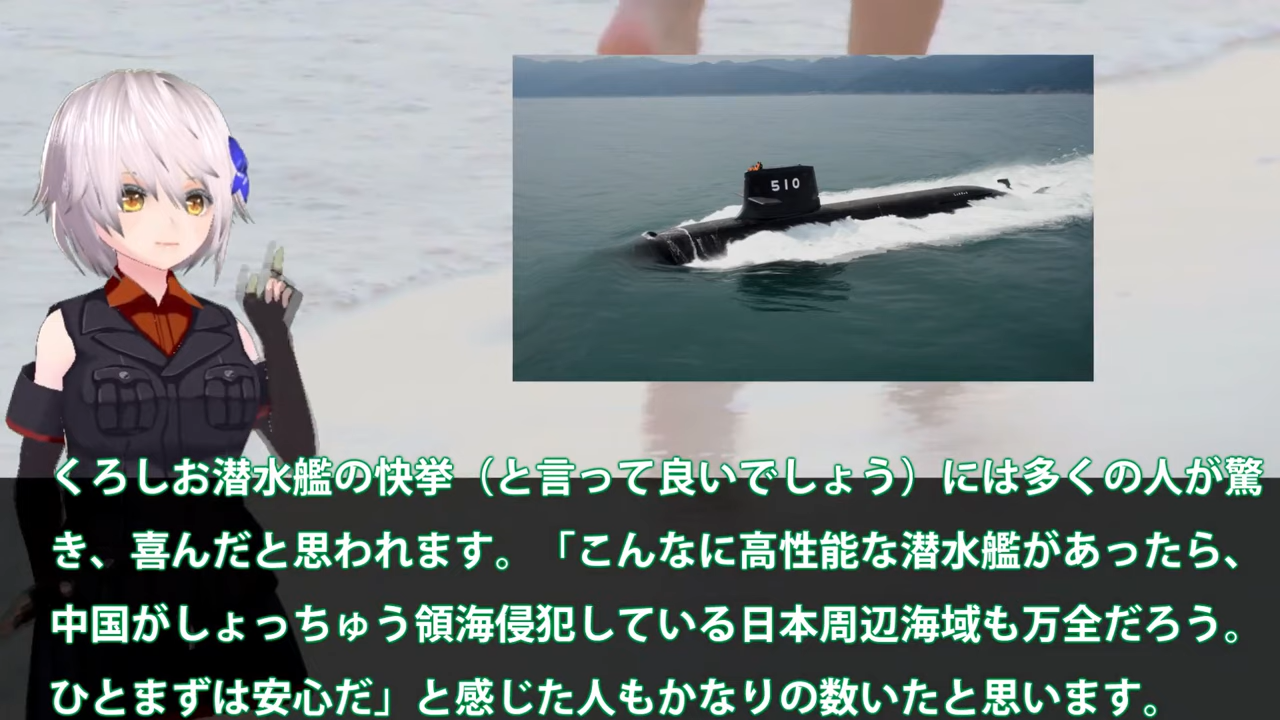 510
くろしお潜水艦の快挙（と言って良いでしょう）には多くの人が驚
き、喜んだと思われます。「こんなに高性能な潜水艦があったら、
中国がしょっちゅう領海侵犯している日本周辺海域も万全だろう。
ひとまずは安心だ」と感じた人もかなりの数いたと思います。